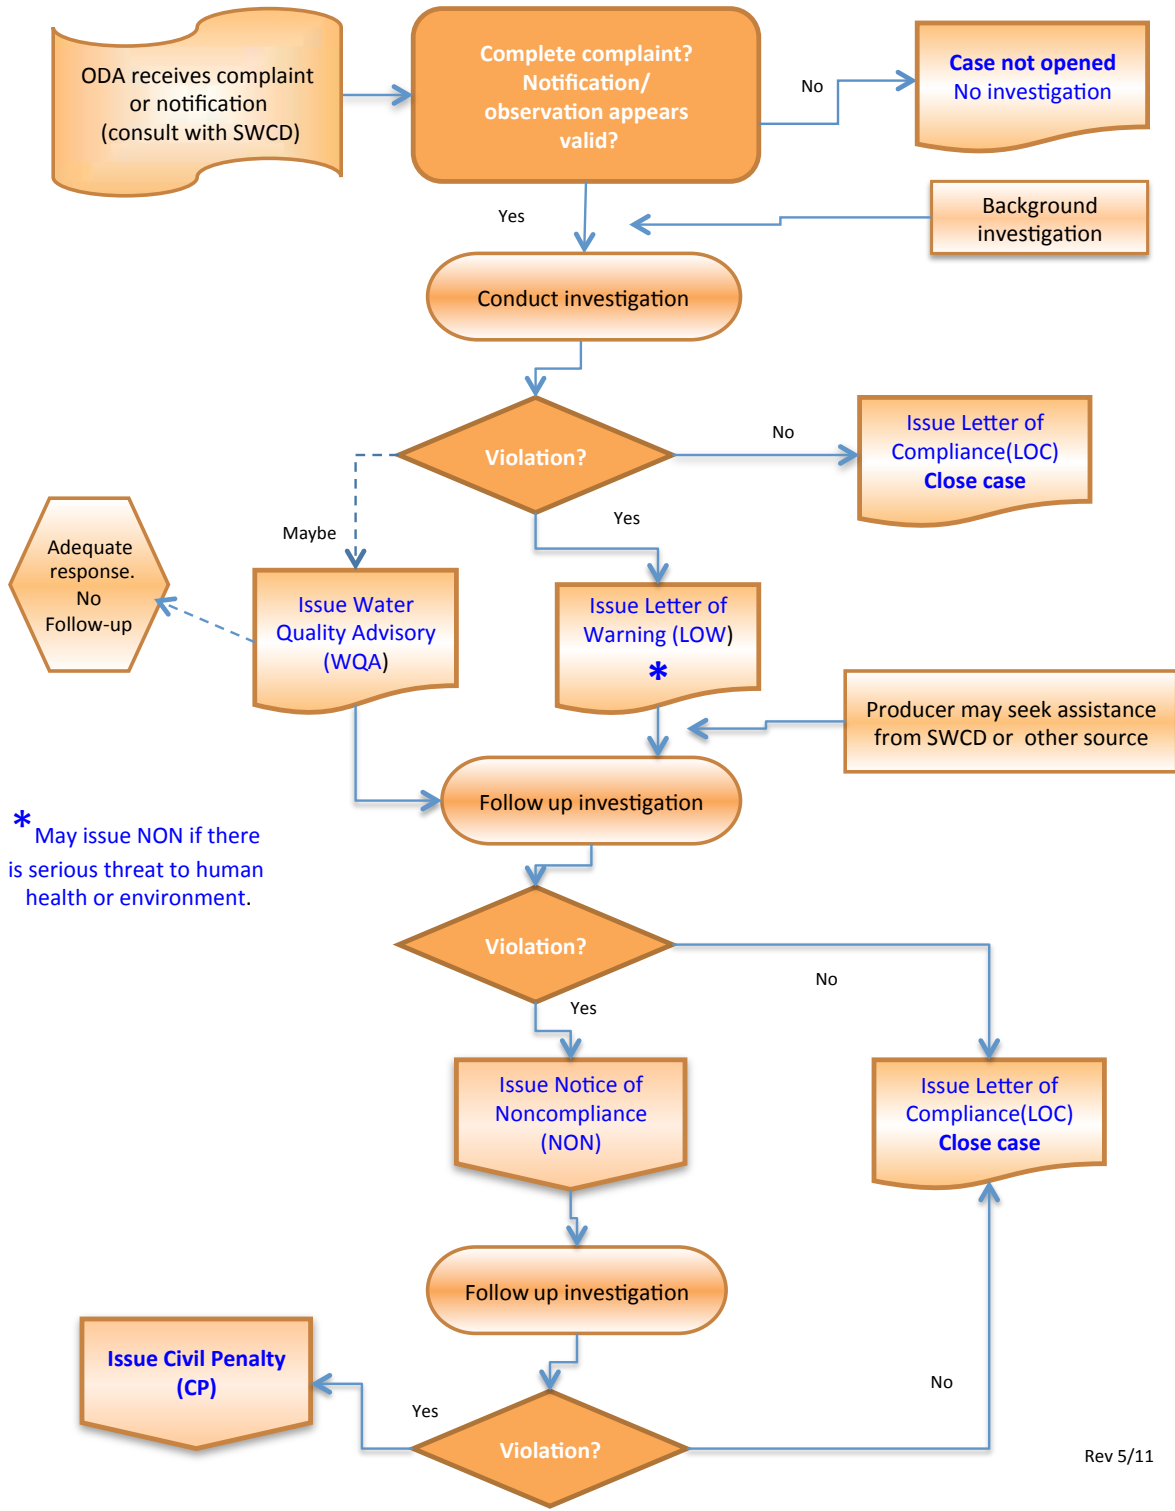 ODA receives complaint
or notification
(consult with SWCD)
Complete complaint?
Notification/
observation appears
valid?
No
Case not opened
No investigation
Yes
Background
investigation
Conduct investigation
Violation?
No
Issue Letter of
Compliance(LOC)
Close case
Maybe
Yes
Adequate
response.
No
Follow-up
Issue Water
Quality Advisory
(WQA)
Issue Letter of
Warning (LOW)
*
Producer may seek assistance
from SWCD or other source
Follow up investigation
* May issue NON if there
is serious threat to human
health or environment.
Violation?
No
Yes
Issue Notice of
Noncompliance
(NON)
Issue Letter of
Compliance(LOC)
Close case
Follow up investigation
Issue Civil Penalty
(CP)
Yes
No
Violation?
Rev 5/11